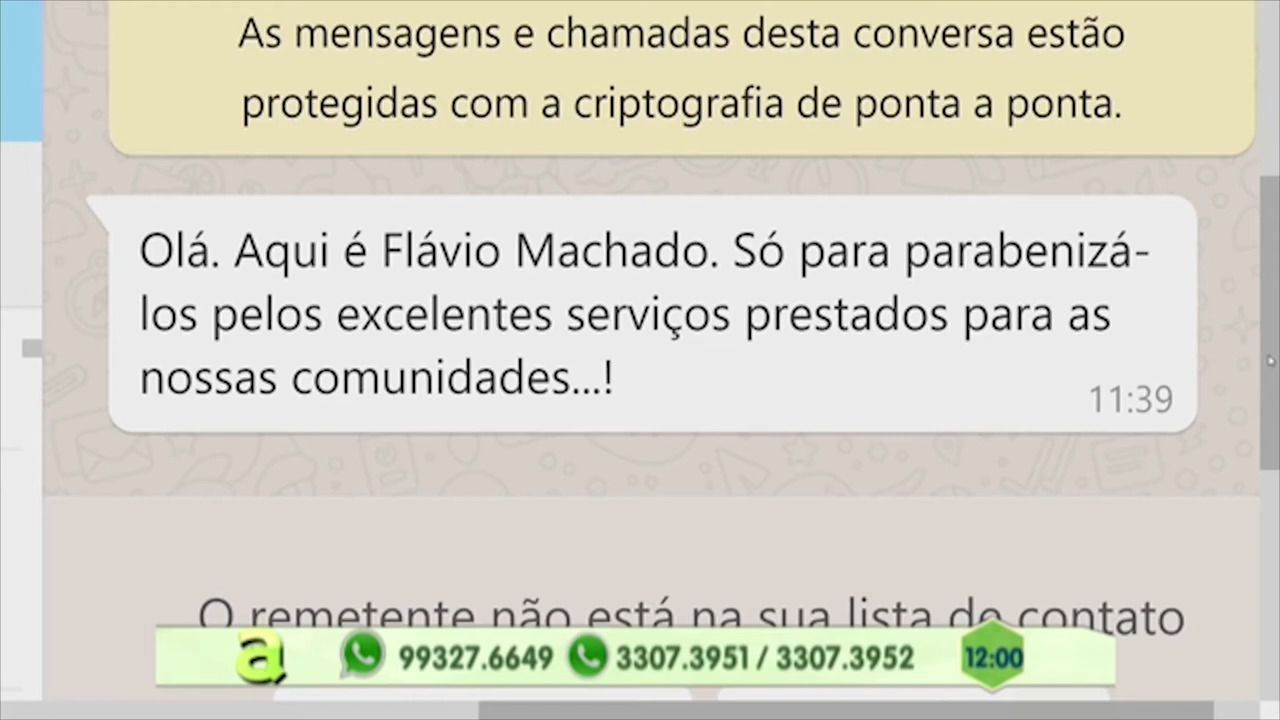 As mensagens e chamadas desta conversa estão
protegidas com a criptografia de ponta a ponta.
Olá. Aqui é Flávio Machado. Só para parabenizá-
los pelos excelentes serviços prestados para as
nossas comunidades...!
11:39
O remetente não está na sua lista de contato
a 99327.6649 3307.3951 / 3307.3952 12:00